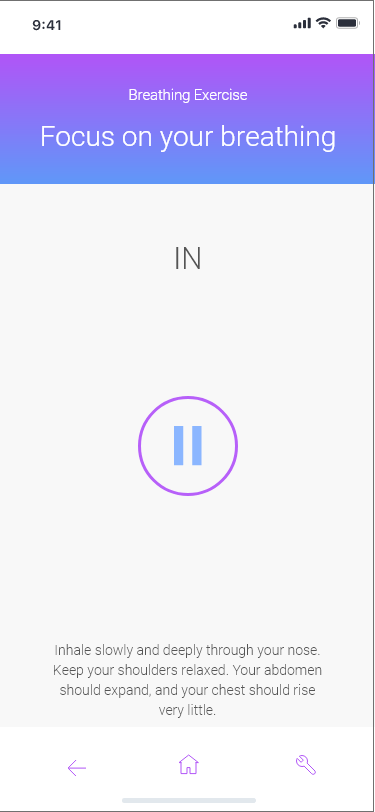 9:41
Breathing Exercise
Focus on your breathing
IN
Inhale slowly and deeply through your nose.
Keep your shoulders relaxed. Your abdomen
should expand, and your chest should rise
very little.